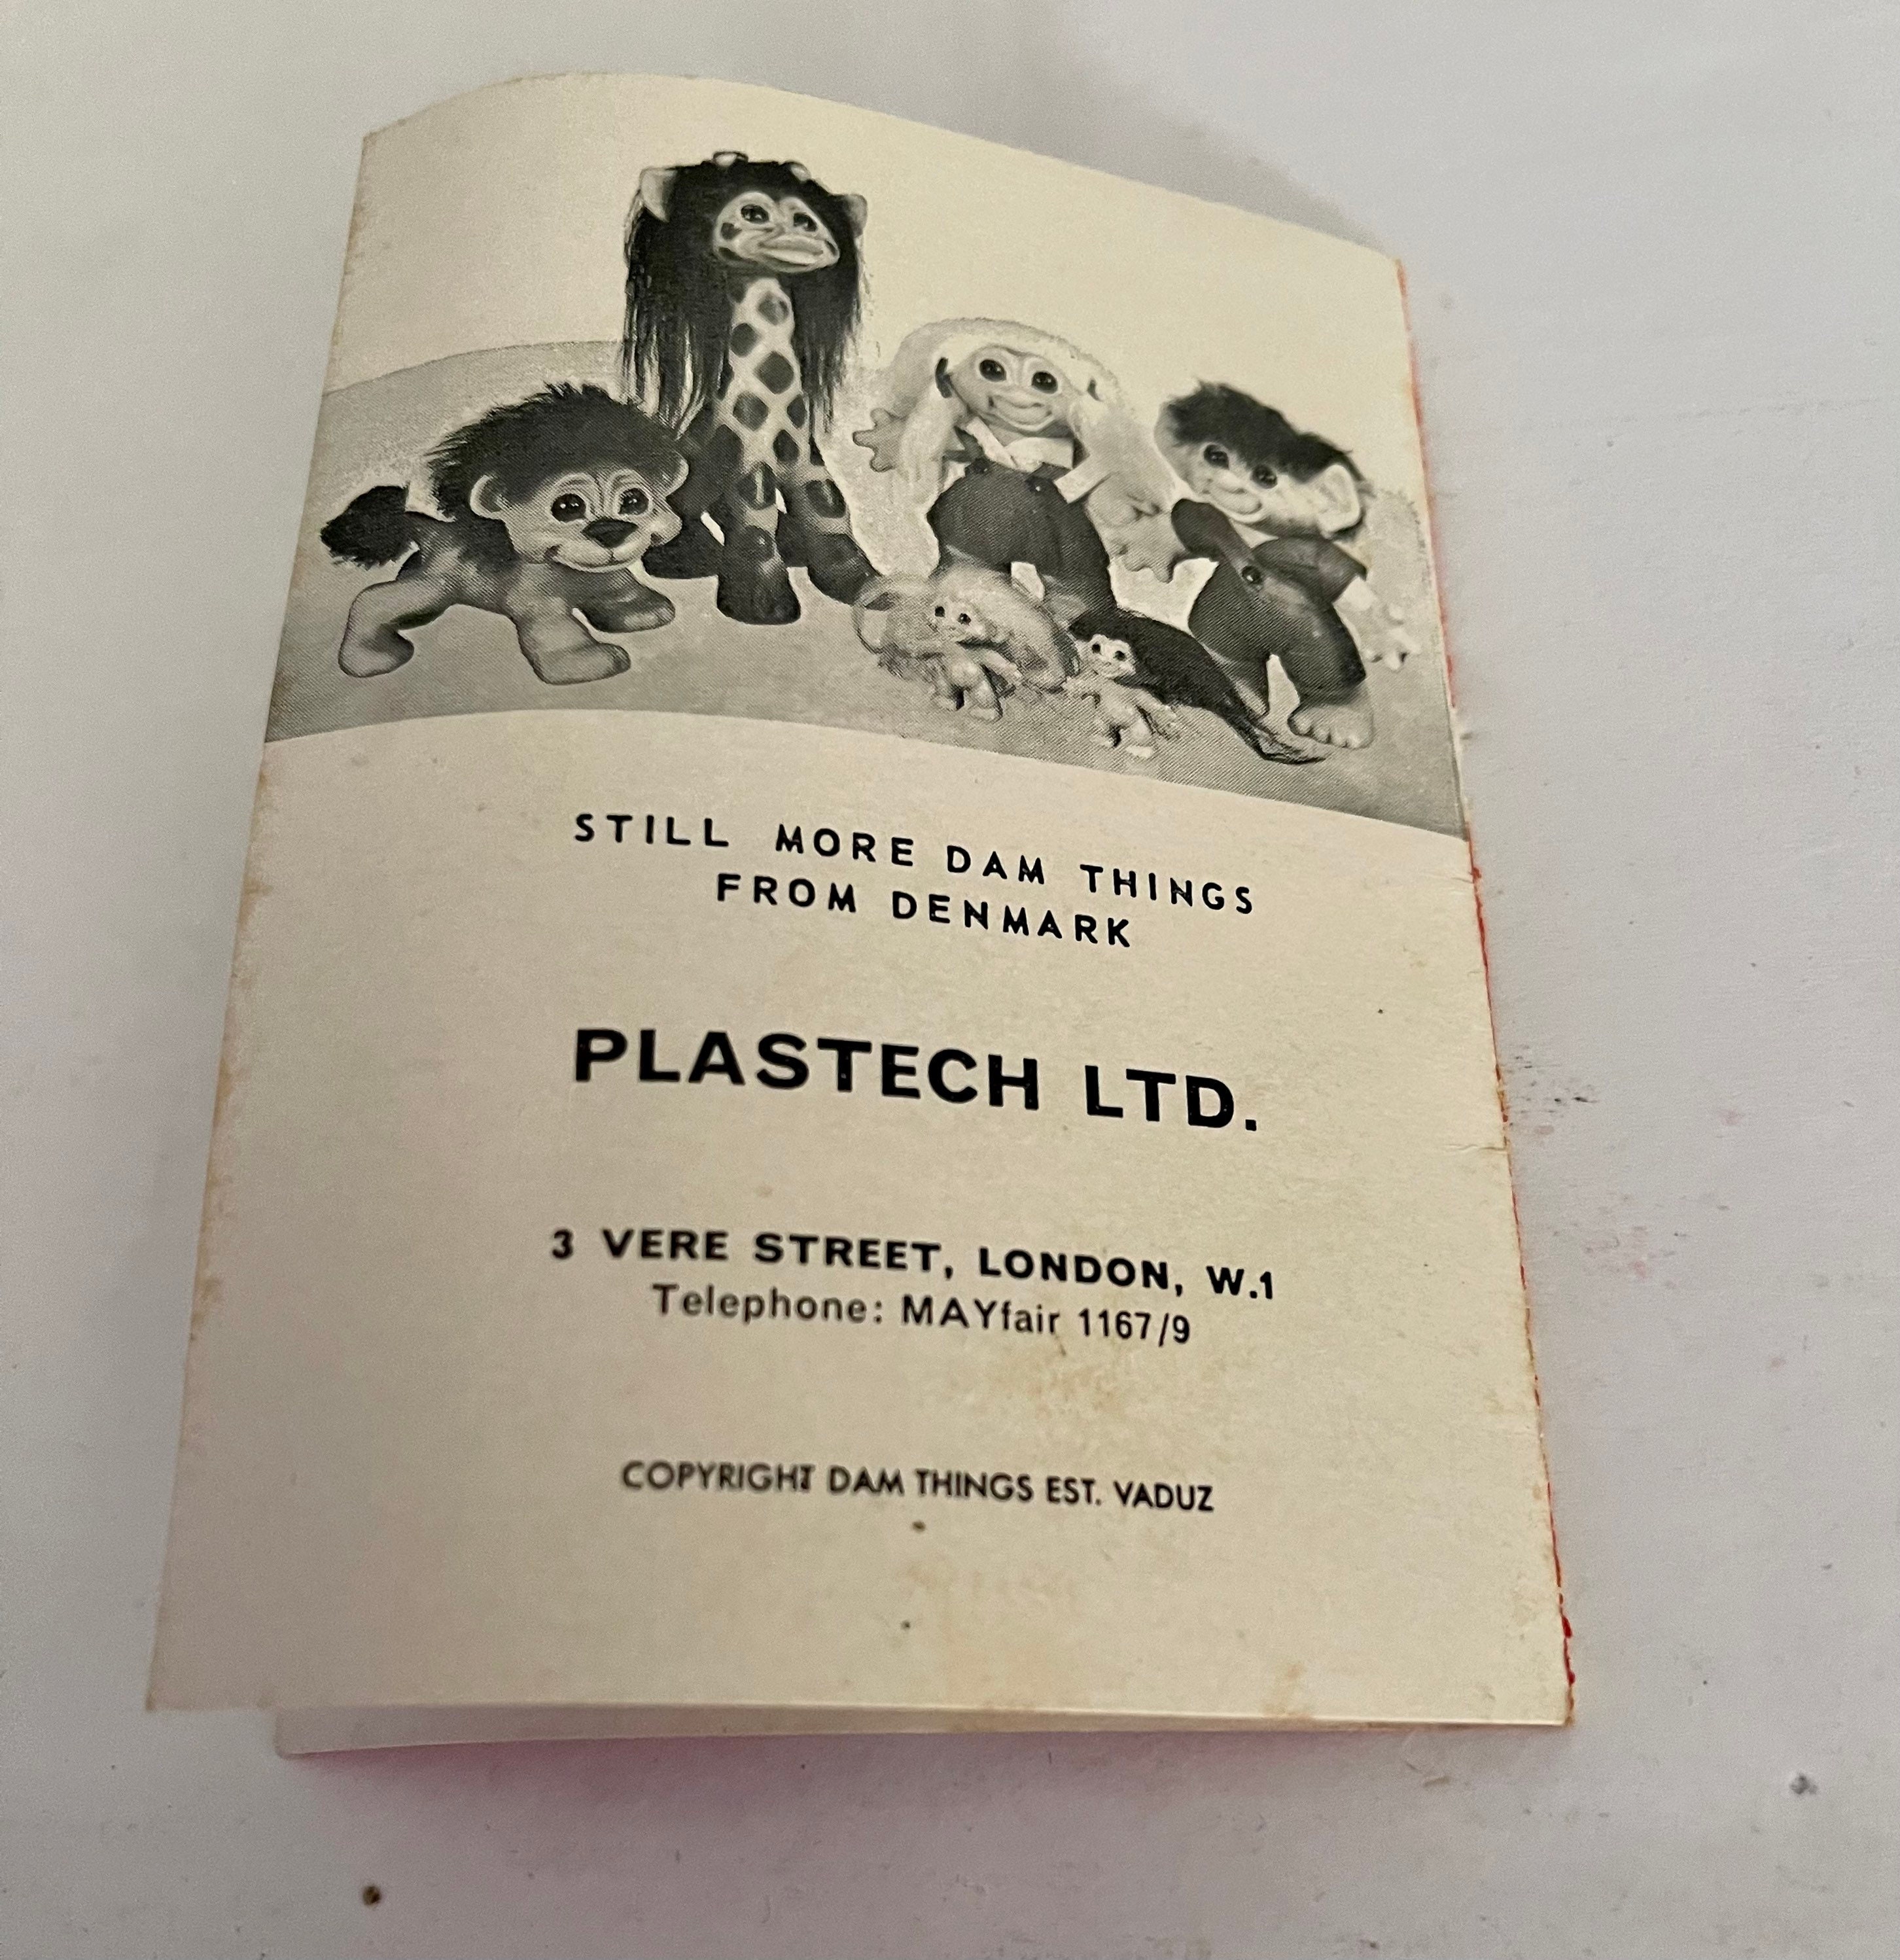 STILL MORE DAM THINGS
FROM DENMARK
PLASTECH LTD.
3 VERE STREET, LONDON, W.1
Telephone: MAYfair 1167/9
COPYRIGHT DAM THINGS EST. VADUZ